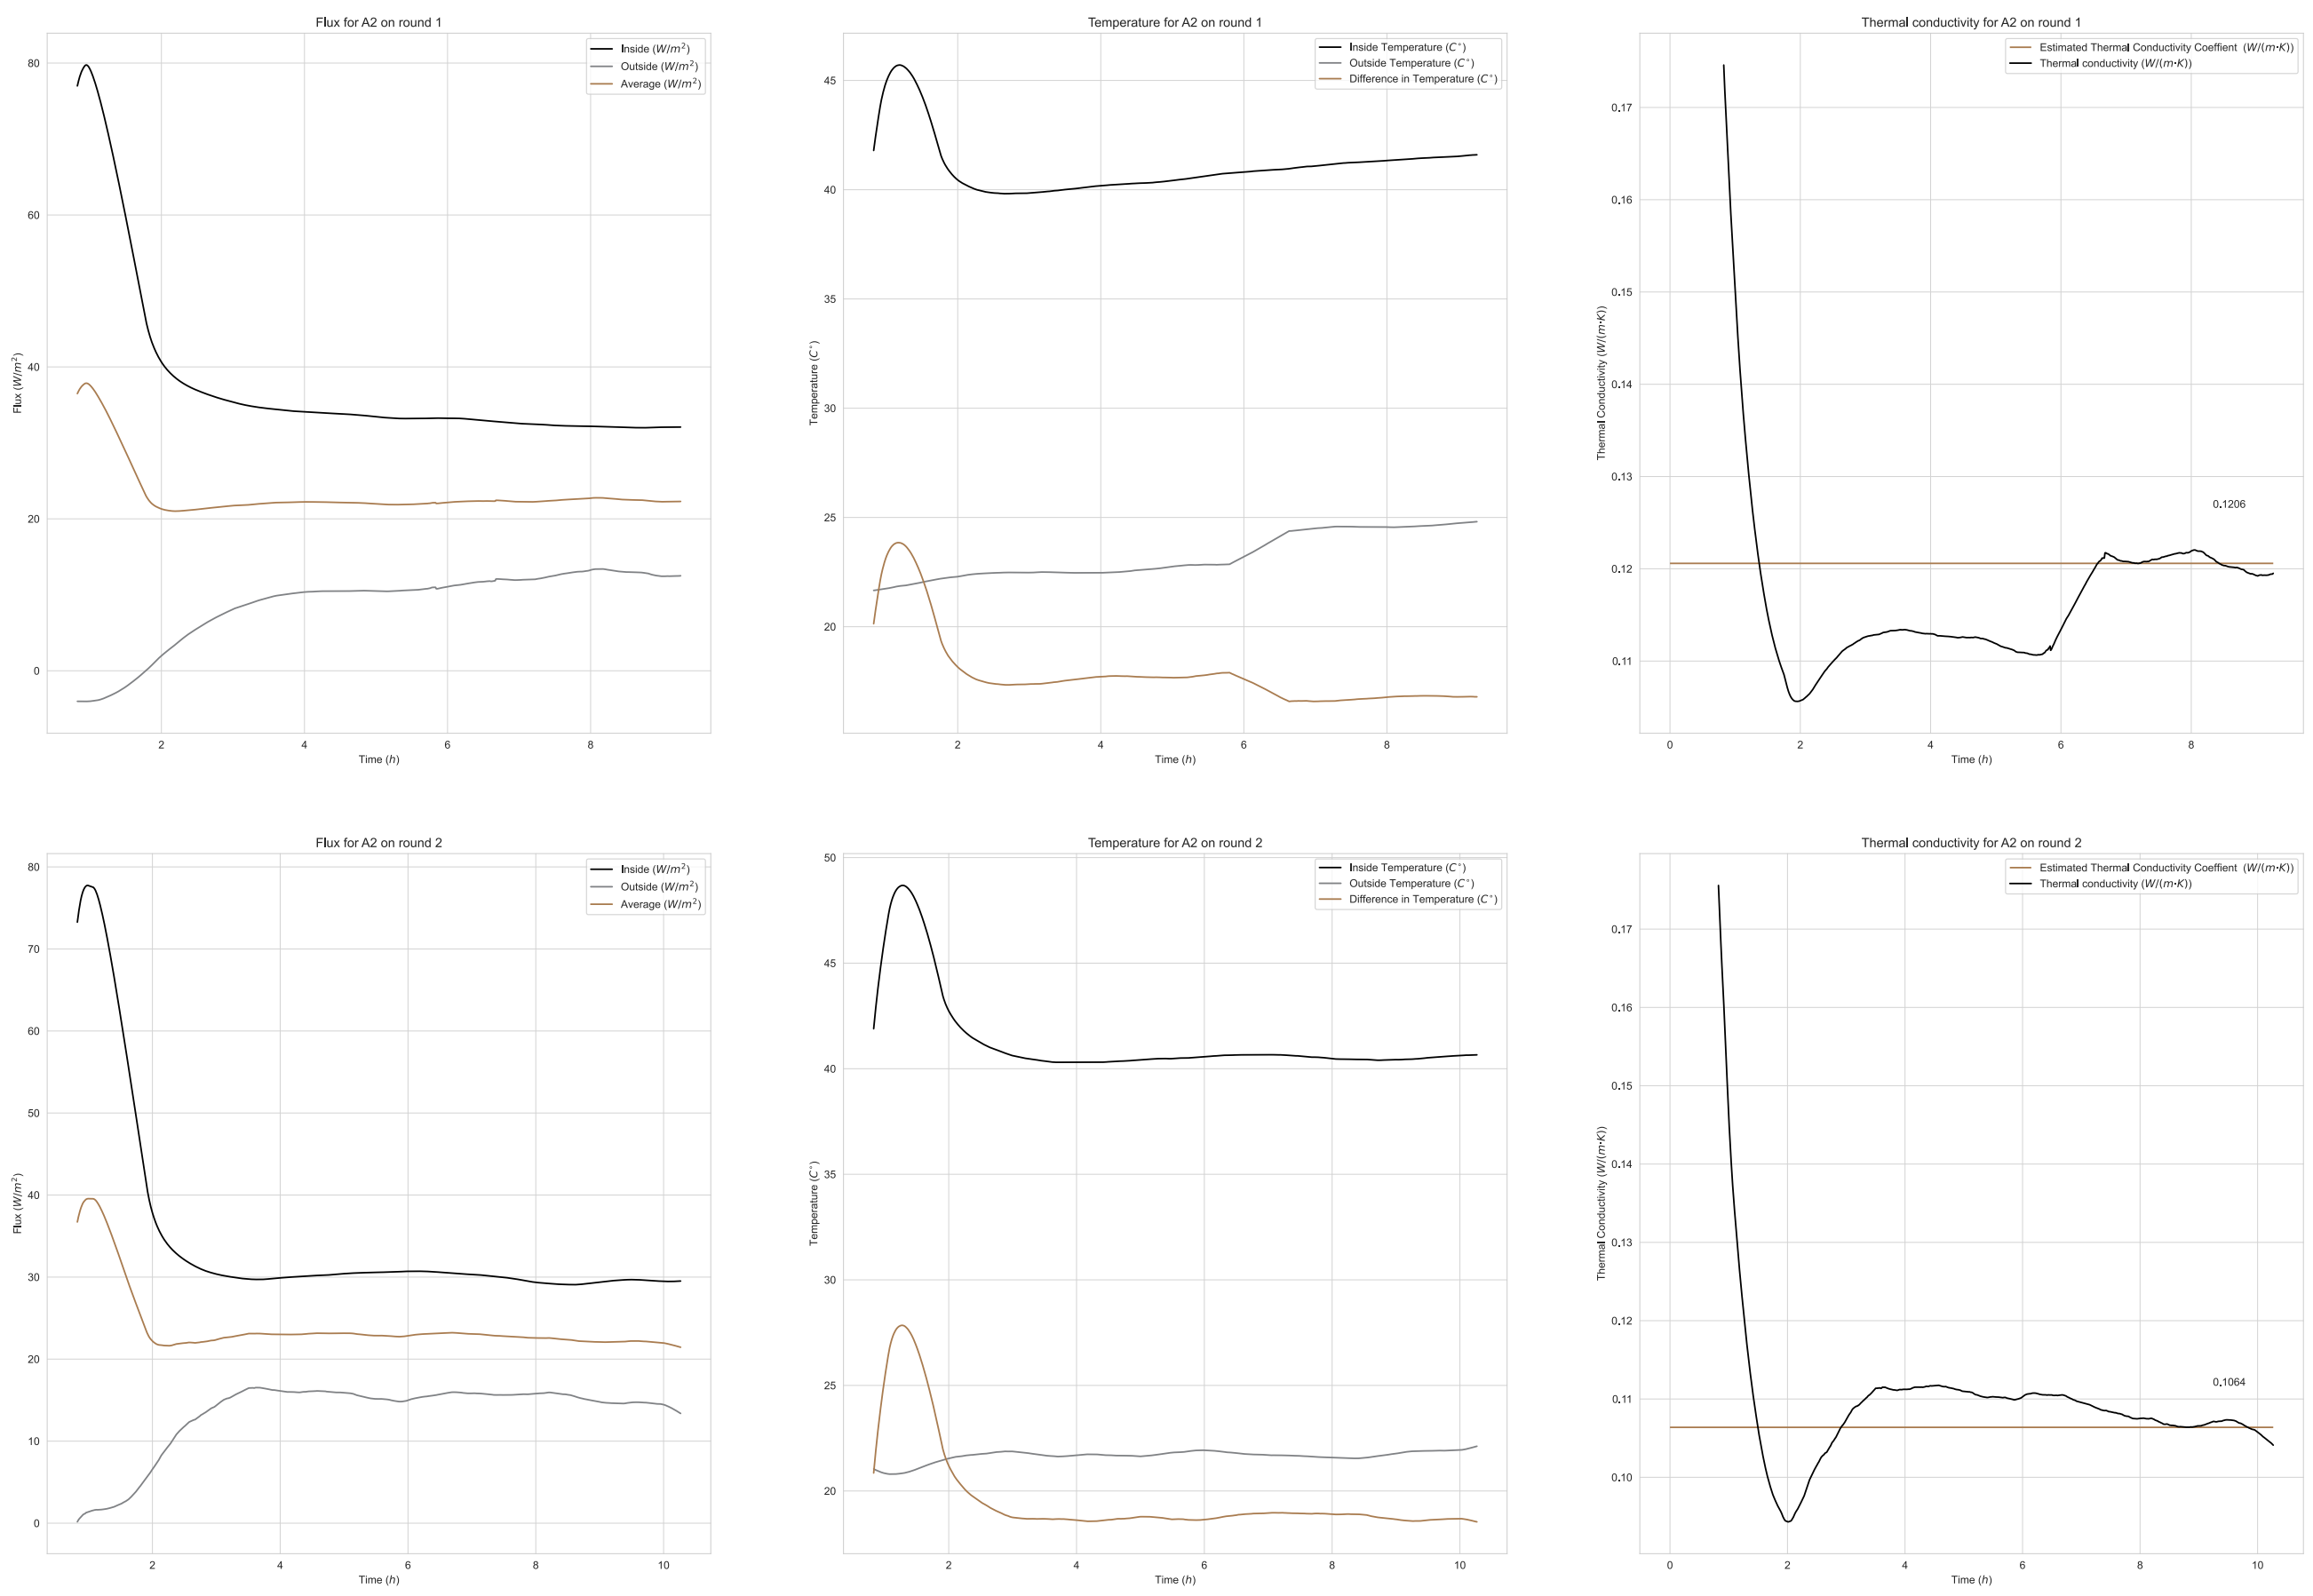 Flux for A2 on round 1
Inside (W/m²)
Outside (W/m²)
Average (W/m²)
80
60
40
20
0
Flux (W/m²)
2 4 6 8
Time (h)
Temperature for A2 on round 1
Inside Temperature (C°)
Outside Temperature (C°)
Difference in Temperature (C°)
45
40
35
30
25
20
Temperature (C°)
2 4 6 8
Time (h)
Thermal conductivity for A2 on round 1
Estimated Thermal Conductivity Coeffient (W/(m·K))
Thermal conductivity (W/(m·K))
0.17
0.16
0.15
0.14
0.13
0.12
0.11
0.1206
Thermal Conductivity (W/(m·K))
0 2 4 6 8
Time (h)
Flux for A2 on round 2
Inside (W/m²)
Outside (W/m²)
Average (W/m²)
80
70
60
50
40
30
20
10
0
Flux (W/m²)
2 4 6 8 10
Time (h)
Temperature for A2 on round 2
Inside Temperature (C°)
Outside Temperature (C°)
Difference in Temperature (C°)
50
45
40
35
30
25
20
Temperature (C°)
2 4 6 8 10
Time (h)
Thermal conductivity for A2 on round 2
Estimated Thermal Conductivity Coeffient (W/(m·K))
Thermal conductivity (W/(m·K))
0.17
0.16
0.15
0.14
0.13
0.12
0.11
0.10
0.1064
Thermal Conductivity (W/(m·K))
0 2 4 6 8 10
Time (h)